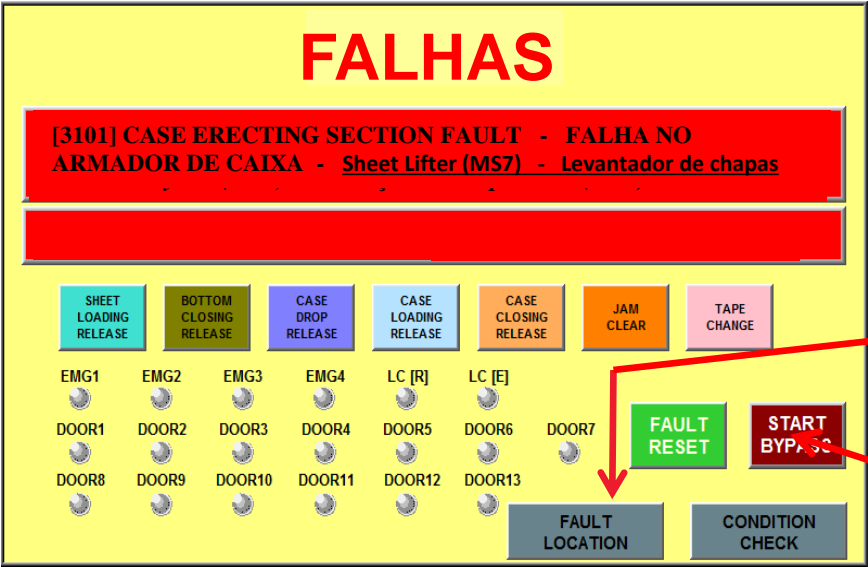 FALHAS
[3101] CASE ERECTING SECTION FAULT - FALHA NO
ARMADOR DE CAIXA - Sheet Lifter (MS7) - Levantador de chapas
SHEET LOADING RELEASE
BOTTOM CLOSING RELEASE
CASE DROP RELEASE
CASE LOADING RELEASE
CASE CLOSING RELEASE
JAM CLEAR
TAPE CHANGE
EMG1 EMG2 EMG3 EMG4 LC [R] LC [E]
DOOR1 DOOR2 DOOR3 DOOR4 DOOR5 DOOR6 DOOR7
DOOR8 DOOR9 DOOR10 DOOR11 DOOR12 DOOR13
FAULT
RESET
START
BYPASS
FAULT
LOCATION
CONDITION
CHECK